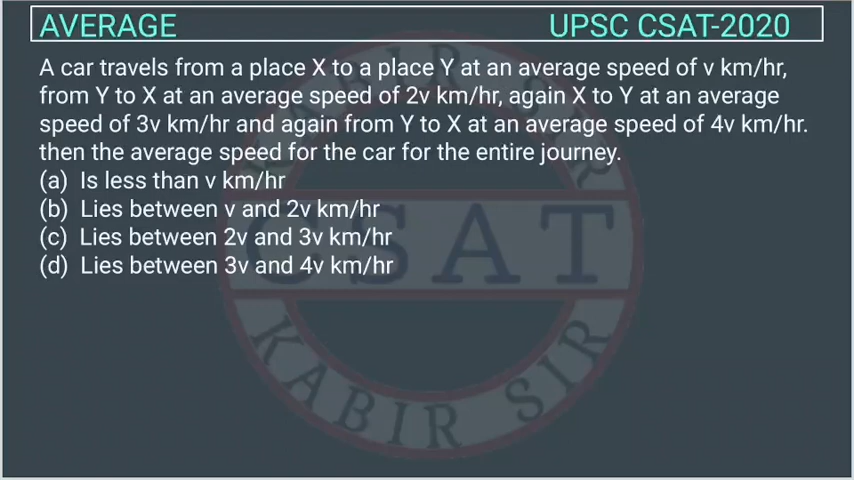 AVERAGE UPSC CSAT-2020
A car travels from a place X to a place Y at an average speed of v km/hr,
from Y to X at an average speed of 2v km/hr, again X to Y at an average
speed of 3v km/hr and again from Y to X at an average speed of 4v km/hr.
then the average speed for the car for the entire journey.
(a) Is less than v km/hr
(b) Lies between v and 2v km/hr
(c) Lies between 2v and 3v km/hr
(d) Lies between 3v and 4v km/hr
KABIR SIR
CSAT
KABIR SIR